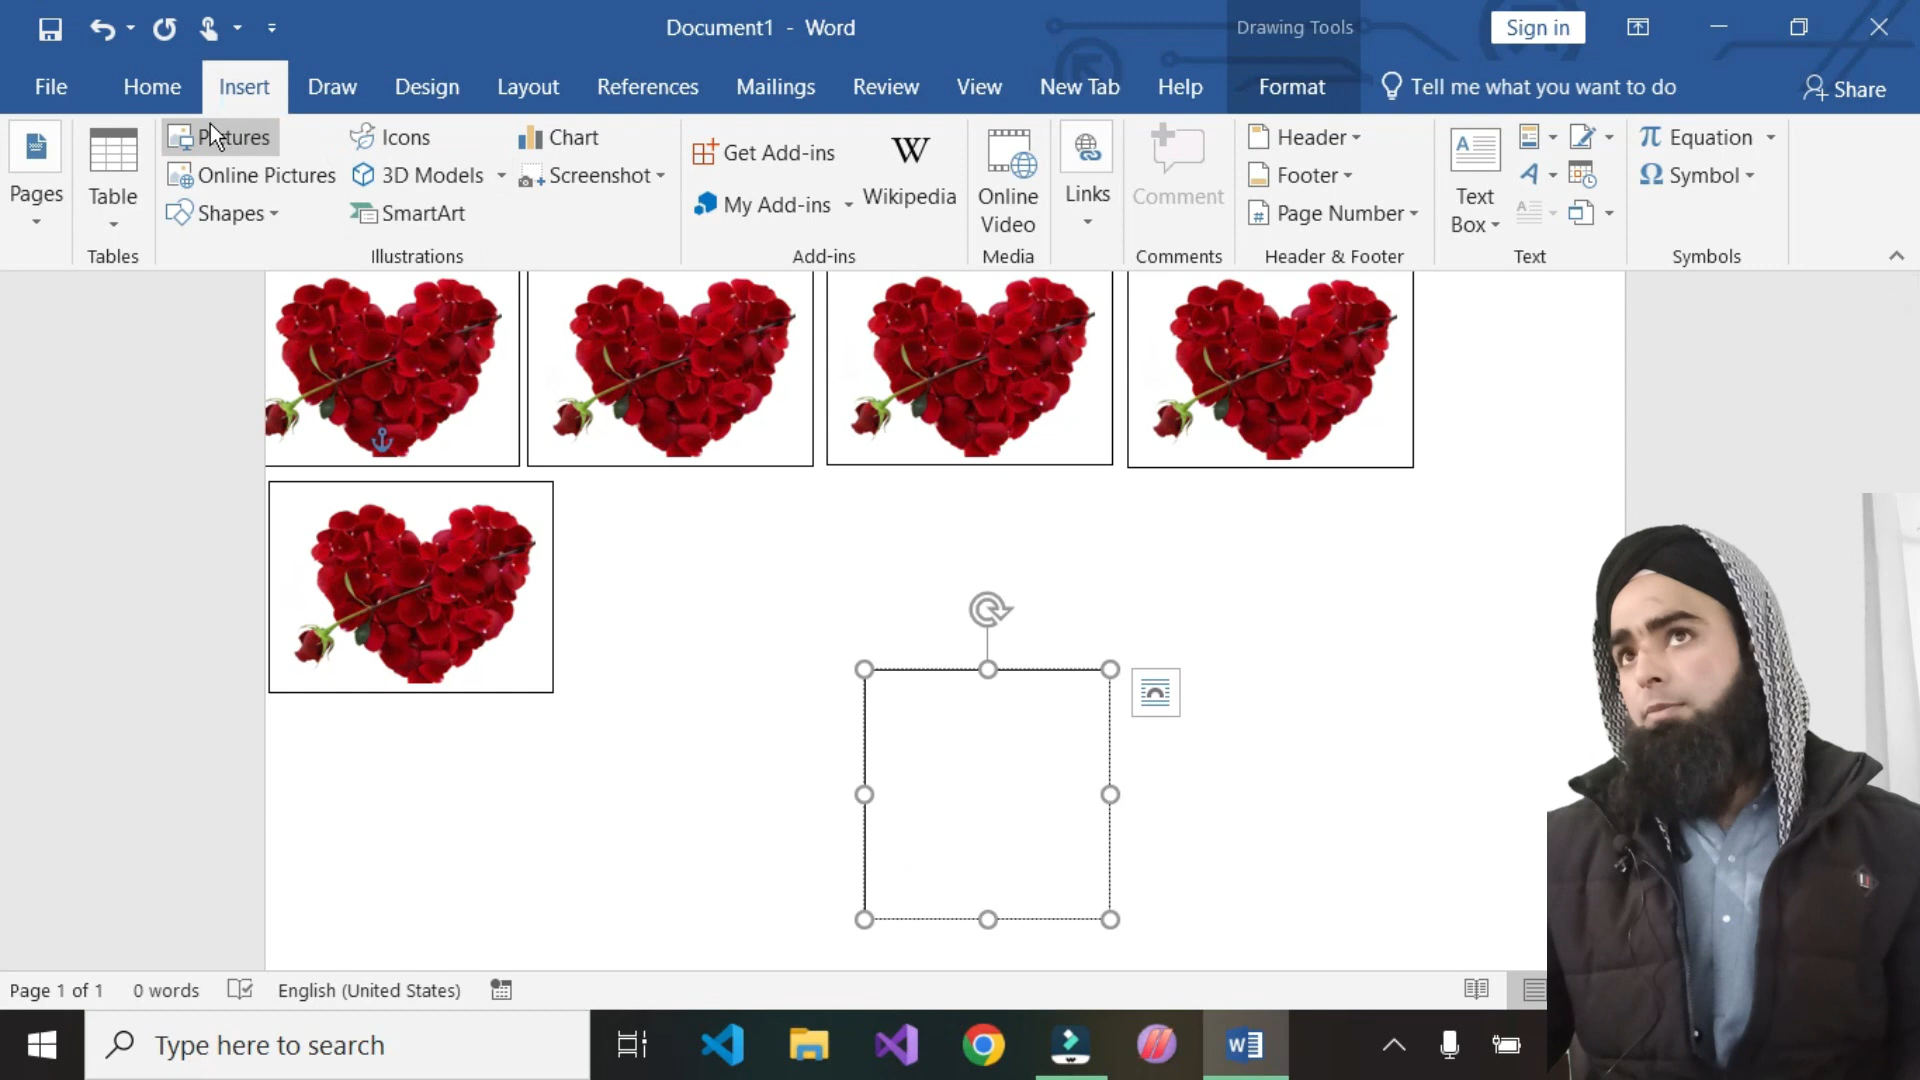 Document1 - Word
Drawing Tools
Sign in
File Home Insert Draw Design Layout References Mailings Review View New Tab Help Format Tell me what you want to do Share
Pages
Table
Tables
Pictures
Online Pictures
Shapes
Icons
3D Models
SmartArt
Chart
Screenshot
Illustrations
Get Add-ins
My Add-ins
W
Wikipedia
Add-ins
Online
Video
Media
Links
Comment
Comments
Header
Footer
# Page Number
Header & Footer
A
Text
Box
A
A
Text
π Equation
Ω Symbol
Symbols
Page 1 of 1 0 words English (United States)
Type here to search
W